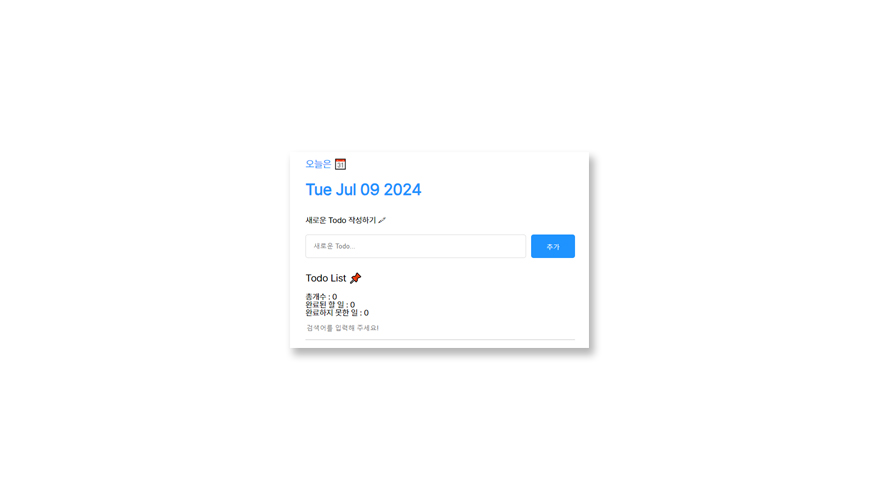 오늘은 📅
Tue Jul 09 2024
새로운 Todo 작성하기 🖊
새로운 Todo...
추가
Todo List 📌
총개수 : 0
완료된 할 일 : 0
완료하지 못한 일 : 0
검색어를 입력해 주세요!